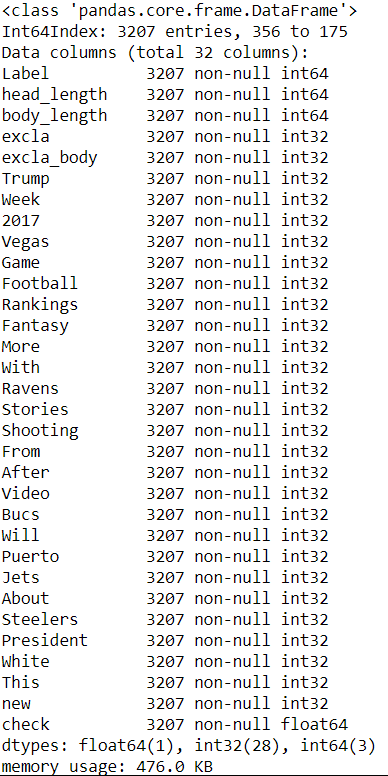 <class 'pandas.core.frame.DataFrame'>
Int64Index: 3207 entries, 356 to 175
Data columns (total 32 columns):
Label          3207 non-null int64
head_length    3207 non-null int64
body_length    3207 non-null int64
excla          3207 non-null int32
excla_body     3207 non-null int32
Trump          3207 non-null int32
Week           3207 non-null int32
2017           3207 non-null int32
Vegas          3207 non-null int32
Game           3207 non-null int32
Football       3207 non-null int32
Rankings       3207 non-null int32
Fantasy        3207 non-null int32
More           3207 non-null int32
With           3207 non-null int32
Ravens         3207 non-null int32
Stories        3207 non-null int32
Shooting       3207 non-null int32
From           3207 non-null int32
After          3207 non-null int32
Video          3207 non-null int32
Bucs           3207 non-null int32
Will           3207 non-null int32
Puerto         3207 non-null int32
Jets           3207 non-null int32
About          3207 non-null int32
Steelers       3207 non-null int32
President      3207 non-null int32
White          3207 non-null int32
This           3207 non-null int32
new            3207 non-null int32
check          3207 non-null float64
dtypes: float64(1), int32(28), int64(3)
memory usage: 476.0 KB